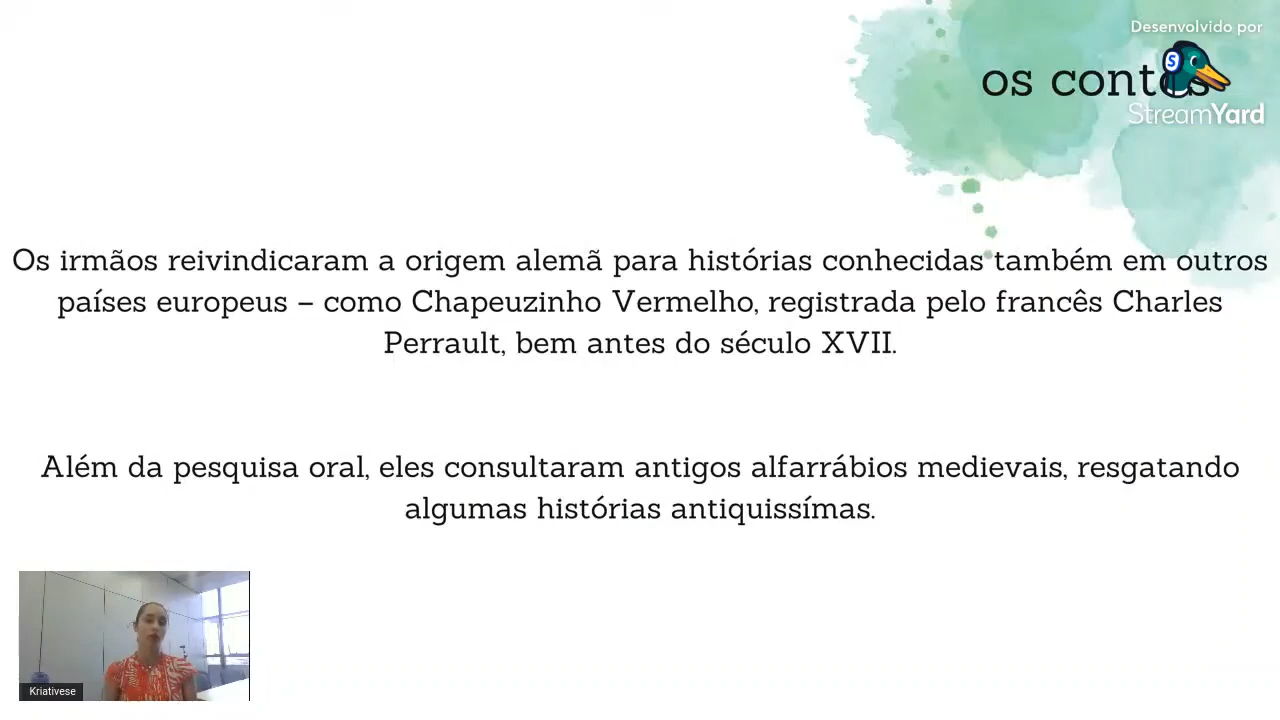 Desenvolvido por
os contos
StreamYard
Os irmãos reivindicaram a origem alemã para histórias conhecidas também em outros
países europeus – como Chapeuzinho Vermelho, registrada pelo francês Charles
Perrault, bem antes do século XVII.
Além da pesquisa oral, eles consultaram antigos alfarrábios medievais, resgatando
algumas histórias antiquissímas.
Kriativese